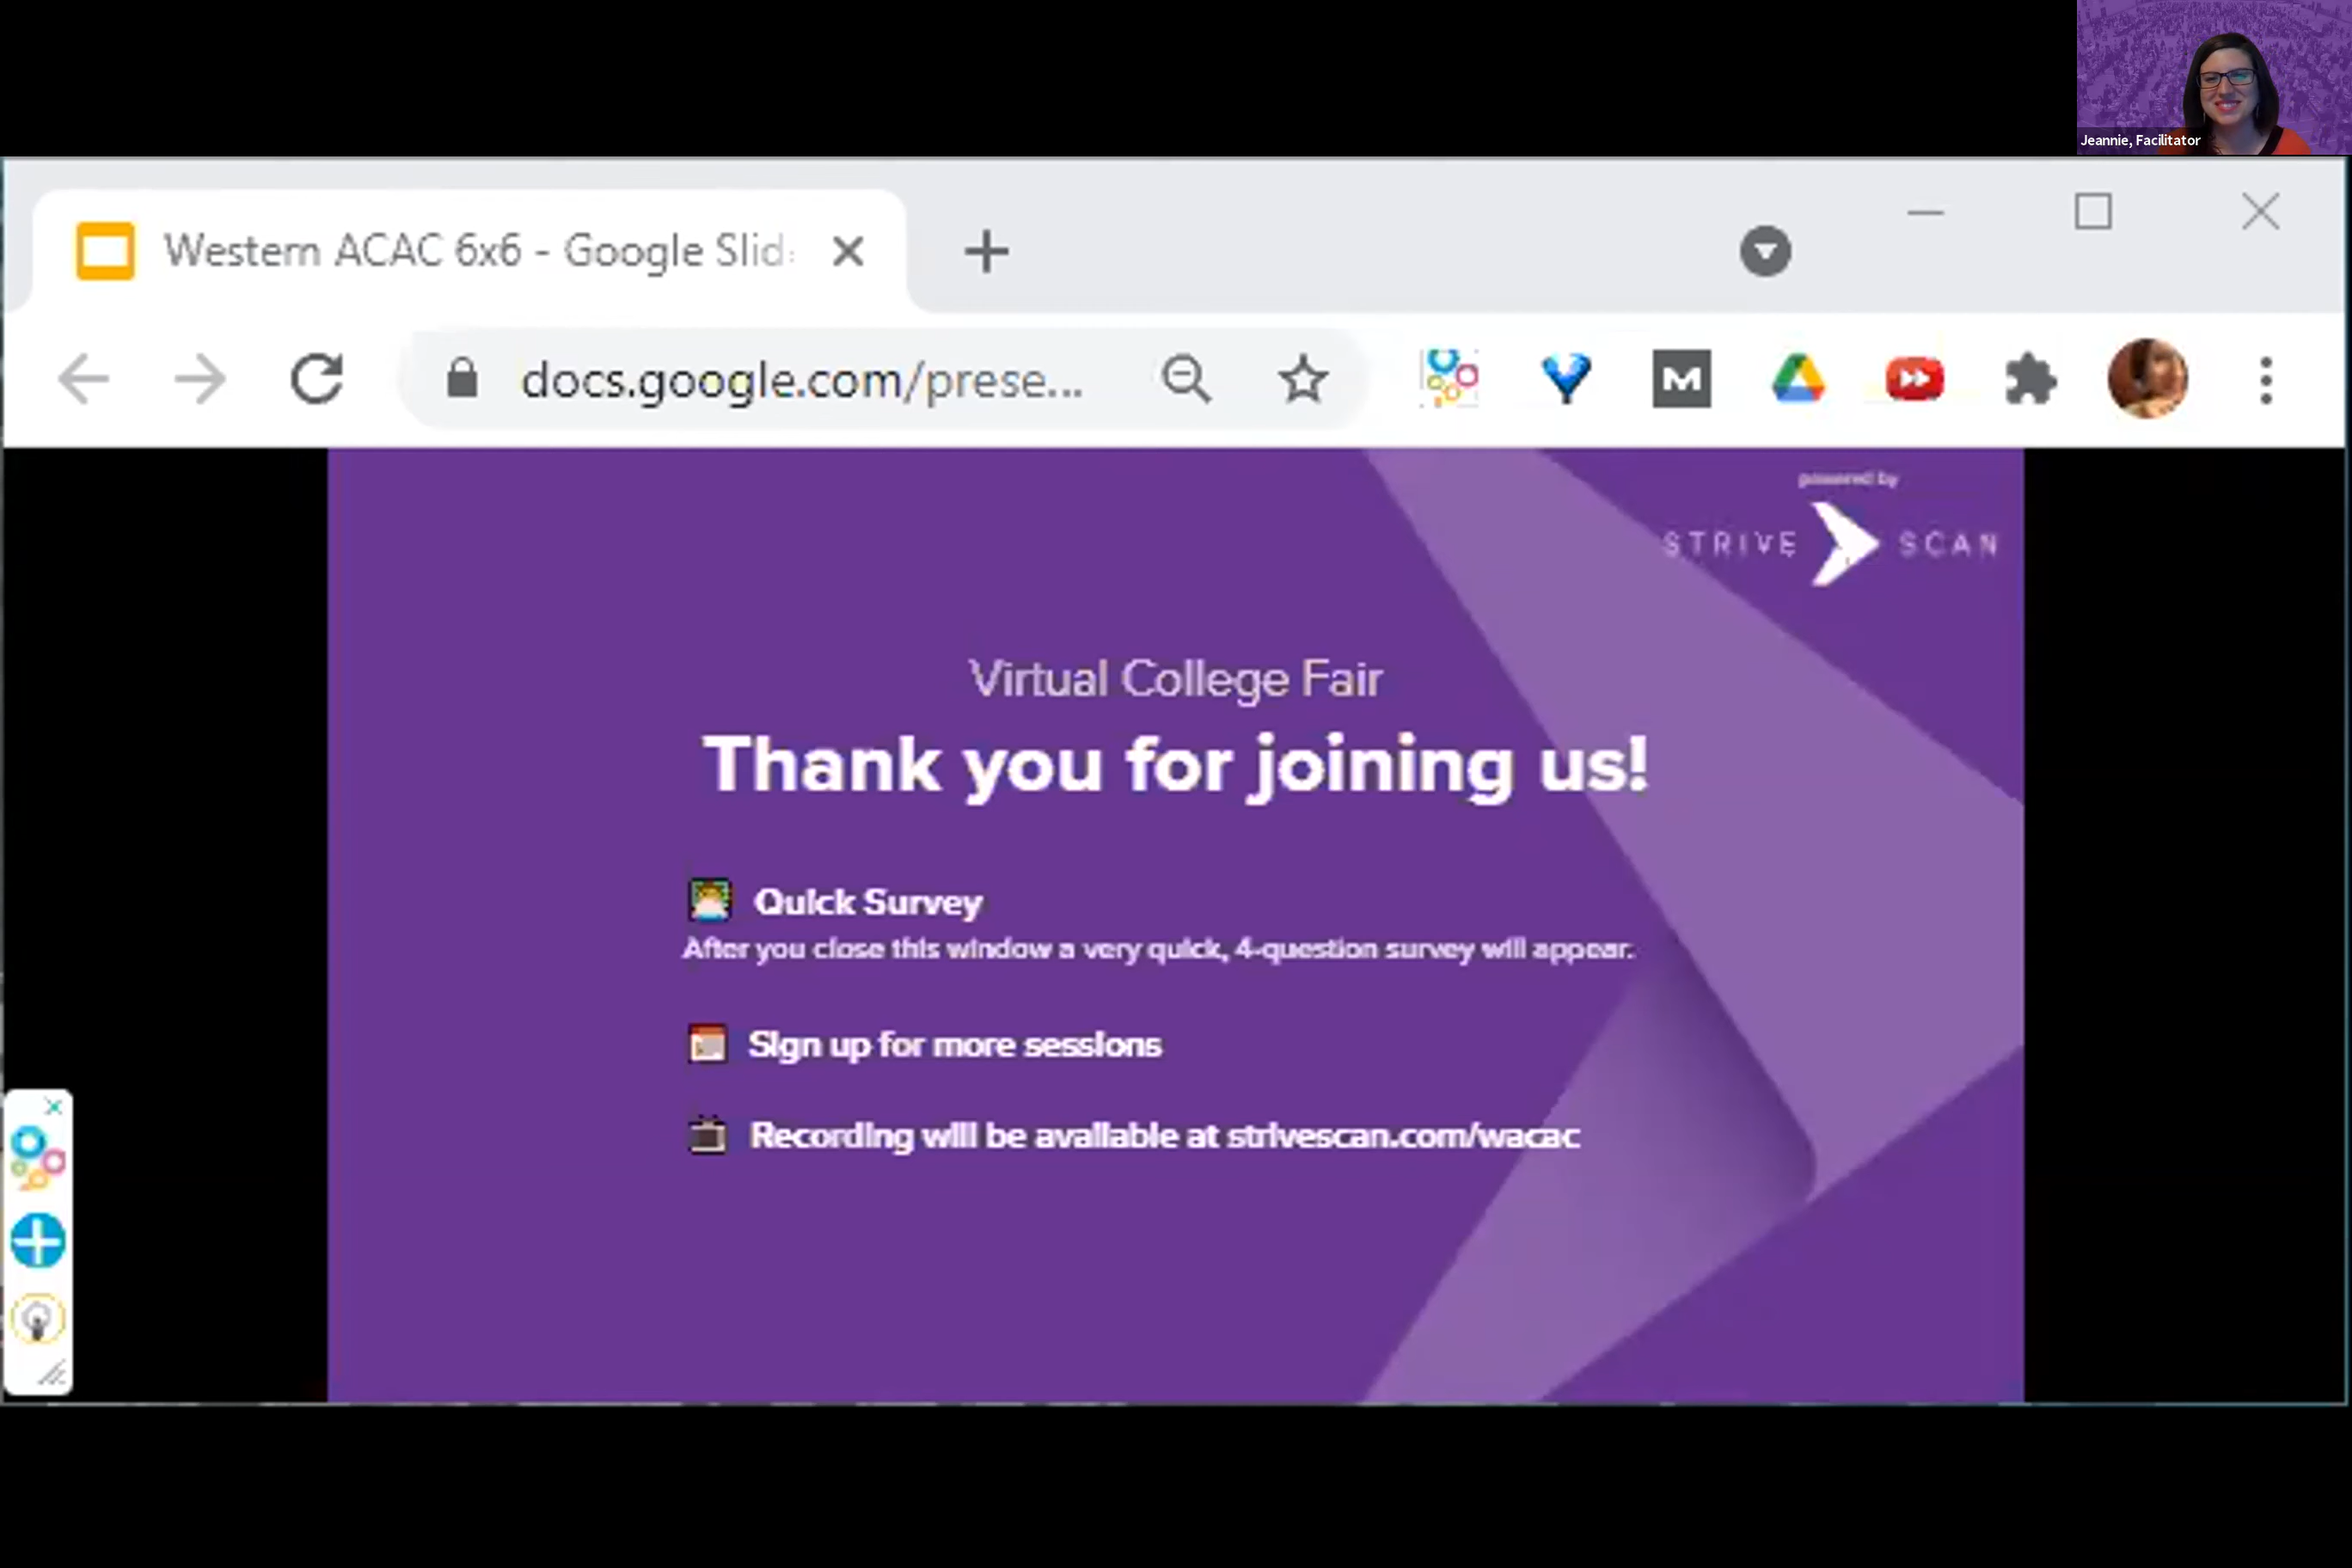 Jeannie, Facilitator
Western ACAC 6x6 - Google Slid
docs.google.com/prese...
M
powered by
STRIVE SCAN
Virtual College Fair
Thank you for joining us!
Quick Survey
After you close this window a very quick, 4-question survey will appear.
Sign up for more sessions
Recording will be available at strivescan.com/wacac